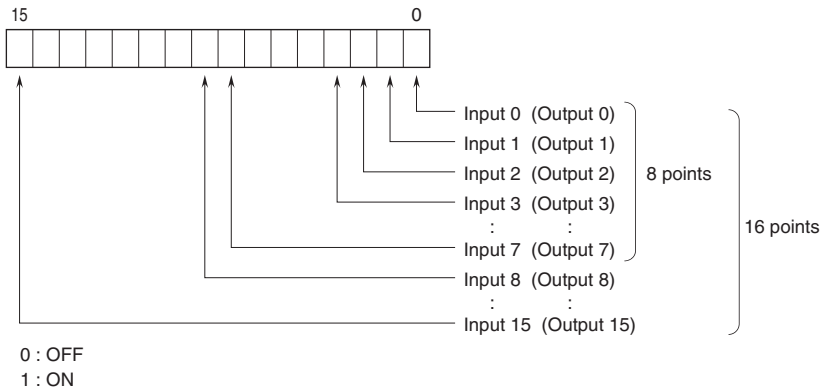 15 0
Input 0 (Output 0)
Input 1 (Output 1)
Input 2 (Output 2)
Input 3 (Output 3)
: :
Input 7 (Output 7)
Input 8 (Output 8)
: :
Input 15 (Output 15)
8 points
16 points
0 : OFF
1 : ON